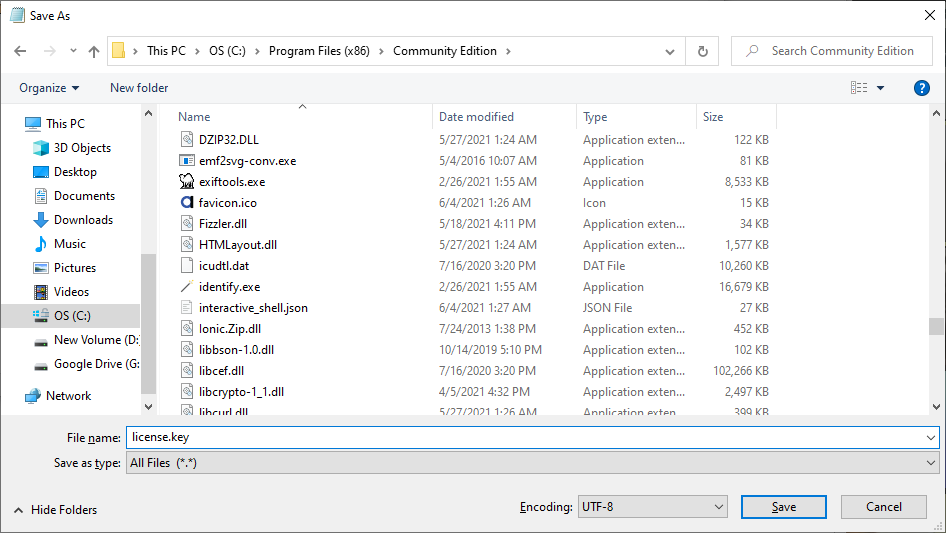 Save As
This PC > OS (C:) > Program Files (x86) > Community Edition >
Search Community Edition
Organize
New folder
Name Date modified Type Size
This PC
3D Objects
Desktop
Documents
Downloads
Music
Pictures
Videos
OS (C:)
New Volume (D:
Google Drive (G:
Network
DZIP32.DLL 5/27/2021 1:24 AM Application exten... 122 KB
emf2svg-conv.exe 5/4/2016 10:07 AM Application 81 KB
exiftools.exe 2/26/2021 1:55 AM Application 8,533 KB
favicon.ico 6/4/2021 1:26 AM Icon 15 KB
Fizzler.dll 5/18/2021 4:11 PM Application exten... 34 KB
HTMLayout.dll 5/27/2021 1:24 AM Application exten... 1,577 KB
icudtl.dat 7/16/2020 3:20 PM DAT File 10,260 KB
identify.exe 2/26/2021 1:55 AM Application 16,679 KB
interactive_shell.json 6/4/2021 1:27 AM JSON File 27 KB
Ionic.Zip.dll 7/24/2013 1:38 PM Application exten... 452 KB
libbson-1.0.dll 10/14/2019 5:10 PM Application exten... 102 KB
libcef.dll 7/16/2020 3:20 PM Application exten... 102,266 KB
libcrypto-1_1.dll 4/5/2021 4:32 PM Application exten... 2,497 KB
libcurl.dll 5/27/2021 1:26 AM Application exten... 399 KB
File name: license.key
Save as type: All Files (*.*)
Hide Folders
Encoding: UTF-8
Save
Cancel